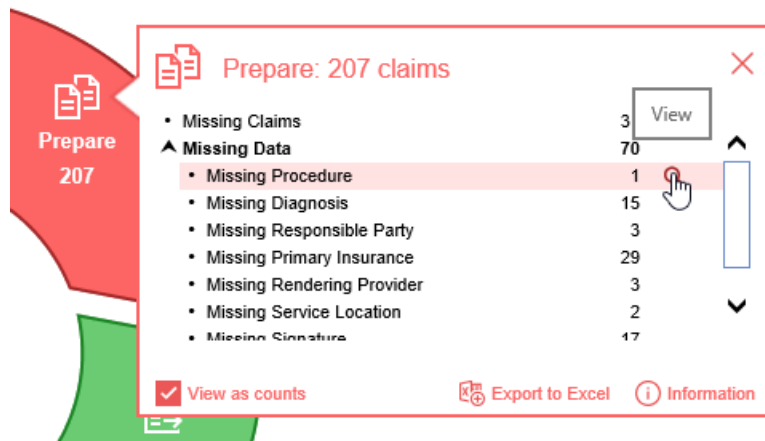 Prepare
207
Prepare: 207 claims
View
Missing Claims 3
Missing Data 70
Missing Procedure 1
Missing Diagnosis 15
Missing Responsible Party 3
Missing Primary Insurance 29
Missing Rendering Provider 3
Missing Service Location 2
Missing Signature 17
View as counts
Export to Excel
Information